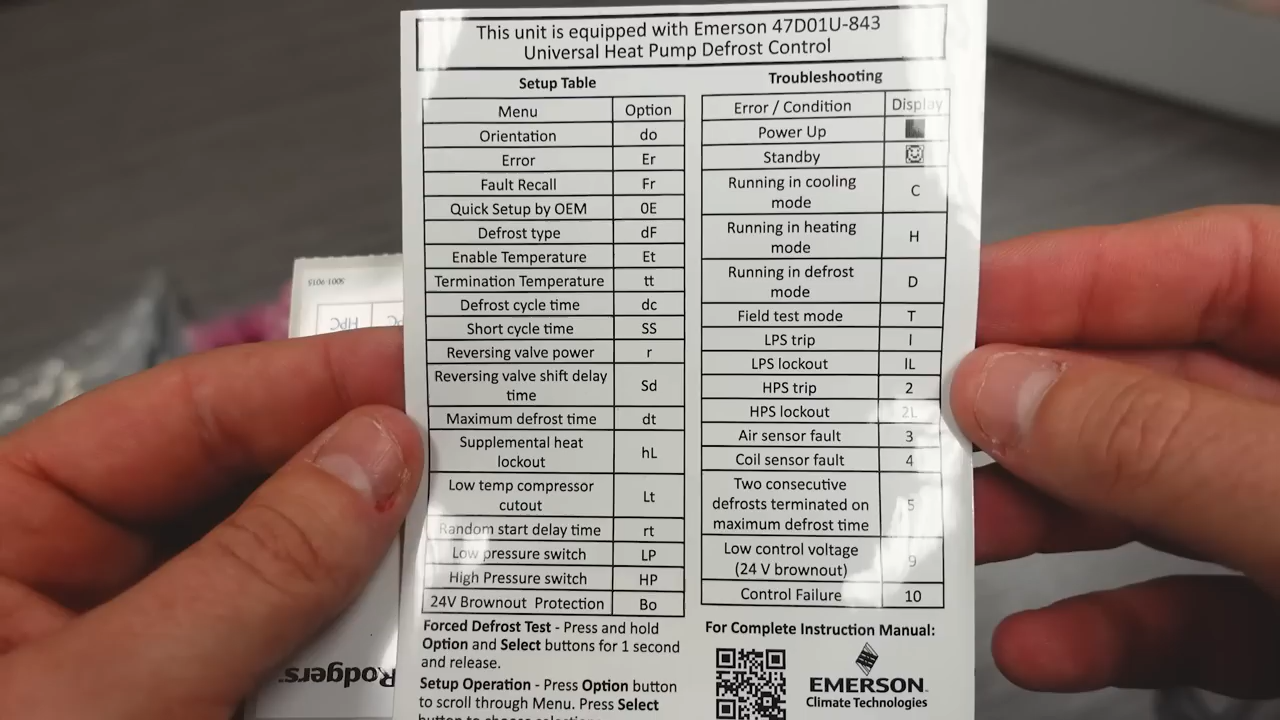 This unit is equipped with Emerson 47D01U-843
Universal Heat Pump Defrost Control
Setup Table
Menu Option
Orientation do
Error Er
Fault Recall Fr
Quick Setup by OEM 0E
Defrost type dF
Enable Temperature Et
Termination Temperature tt
Defrost cycle time dc
Short cycle time SS
Reversing valve power r
Reversing valve shift delay
time Sd
Maximum defrost time dt
Supplemental heat
lockout hL
Low temp compressor
cutout Lt
Random start delay time rt
Low pressure switch LP
High Pressure switch HP
24V Brownout Protection Bo
Forced Defrost Test - Press and hold
Option and Select buttons for 1 second
and release.
Setup Operation - Press Option button
to scroll through Menu. Press Select
Troubleshooting
Error / Condition Display
Power Up
Standby
Running in cooling
mode C
Running in heating
mode H
Running in defrost
mode D
Field test mode T
LPS trip I
LPS lockout IL
HPS trip 2
HPS lockout 2L
Air sensor fault 3
Coil sensor fault 4
Two consecutive
defrosts terminated on
maximum defrost time 5
Low control voltage
(24 V brownout) 9
Control Failure 10
For Complete Instruction Manual:
EMERSON
Climate Technologies
Rodgers
HPC